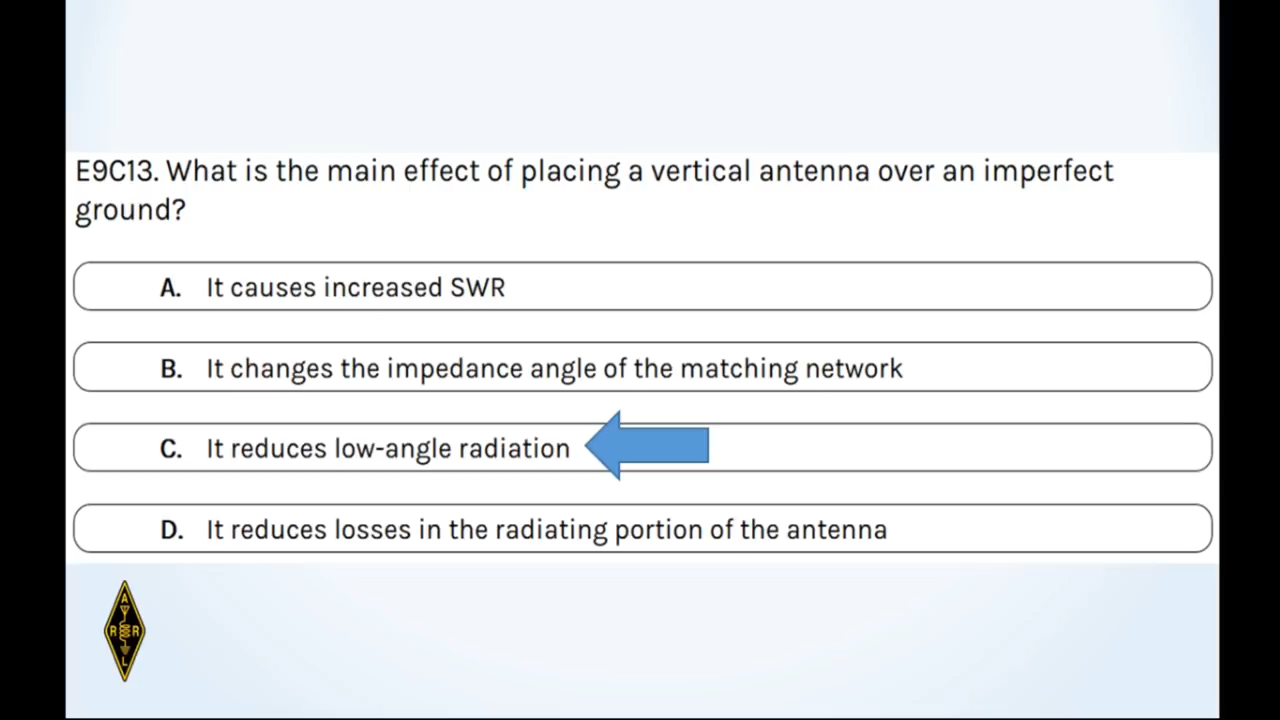 E9C13. What is the main effect of placing a vertical antenna over an imperfect
ground?
A. It causes increased SWR
B. It changes the impedance angle of the matching network
C. It reduces low-angle radiation
D. It reduces losses in the radiating portion of the antenna
A
R R
L